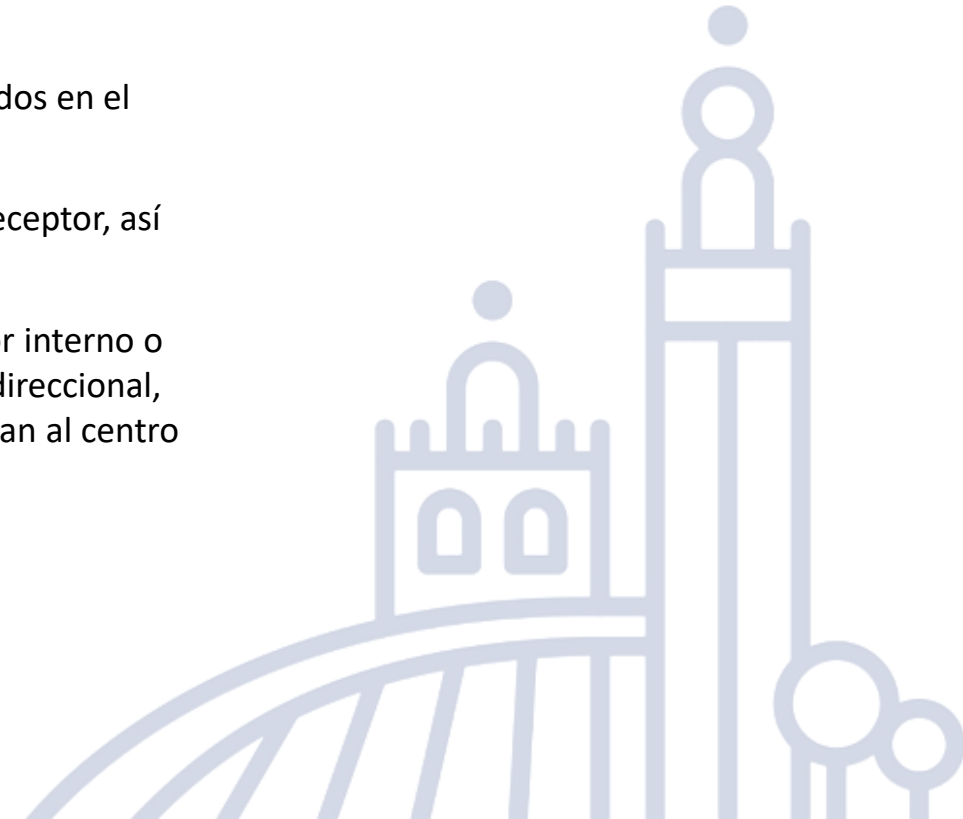 dos en el
eceptor, así
r interno o
direccional,
an al centro